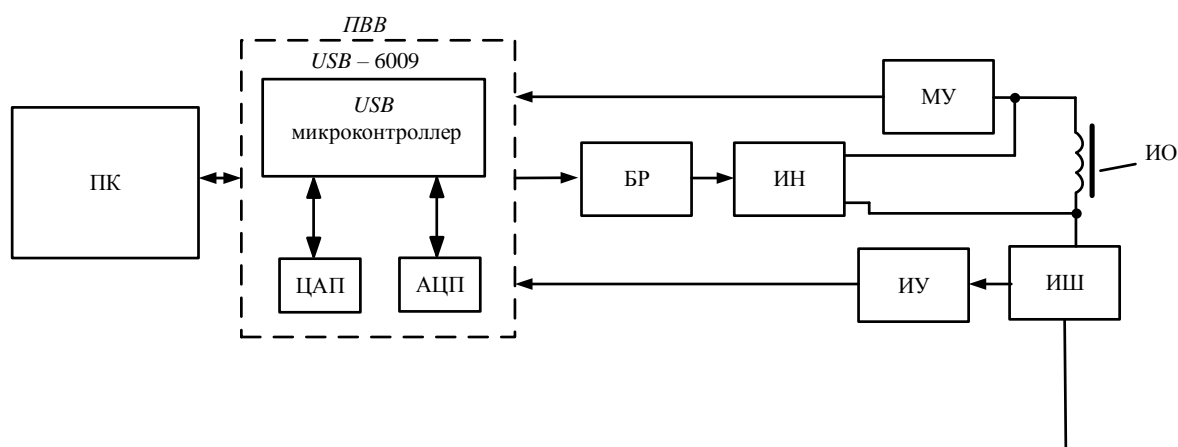 ПВВ
USB – 6009
USB
микроконтроллер
МУ
ИО
ПК
БР
ИН
ЦАП
АЦП
ИУ
ИШ